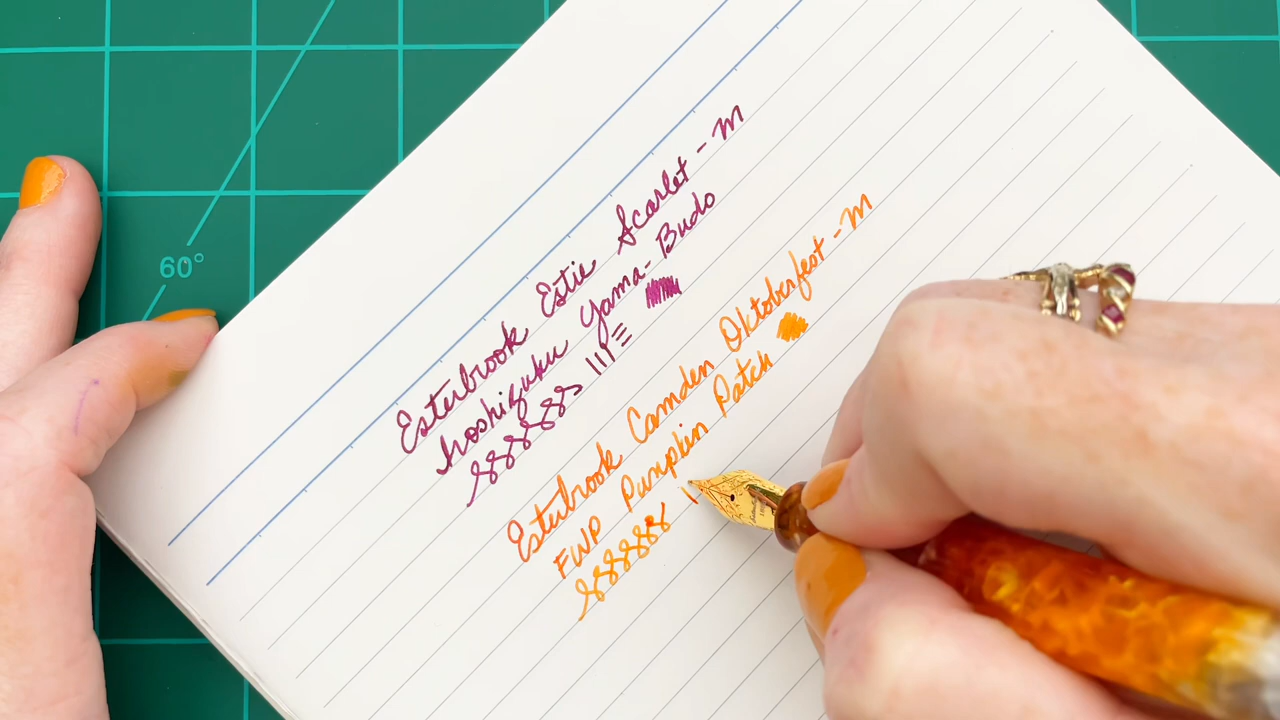 60°
Esterbrook Estie Scarlet - M
Iroshizuku Yama-Budo
Esterbrook Camden Oktoberfest - M
FWP Pumpkin Patch